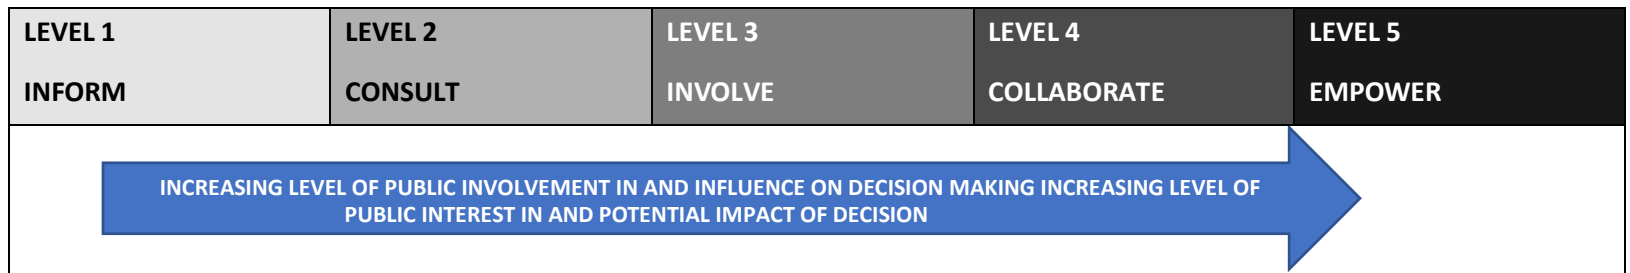 LEVEL 1
INFORM
LEVEL 2
CONSULT
LEVEL 3
INVOLVE
LEVEL 4
COLLABORATE
LEVEL 5
EMPOWER
INCREASING LEVEL OF PUBLIC INVOLVEMENT IN AND INFLUENCE ON DECISION MAKING INCREASING LEVEL OF
PUBLIC INTEREST IN AND POTENTIAL IMPACT OF DECISION